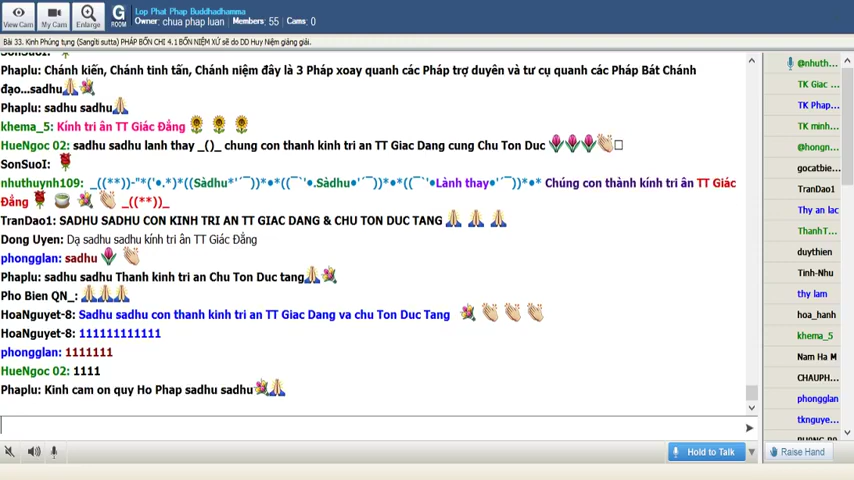 Lop Phat Phap Buddhadhamma
Owner: chua phap luan | Members: 55 | Cams: 0
View Cam My Cam Enlarge G ROOM
Bài 33. Kinh Phúng tụng (Sangiti sutta) PHÁP BỐN CHI 4.1 BỐN NIỆM XỨ sẽ do DD Huy Niệm giảng giải.
SonSuoI:
Phaplu: Chánh kiến, Chánh tinh tấn, Chánh niệm đây là 3 Pháp xoay quanh các Pháp trợ duyên và tư cụ quanh các Pháp Bát Chánh
đạo...sadhu
Phaplu: sadhu sadhu
khema_5: Kính tri ân TT Giác Đẳng
HueNgoc 02: sadhu sadhu lanh thay _()_ chung con thanh kinh tri an TT Giac Dang cung Chu Ton Duc
SonSuoI:
nhuthuynh109: _((**))-"*('•.*)*((Sàdhu*'´¯))*•*((¯`'•.Sàdhu•'´¯))•*•((¯`'•Lành thay•'´¯))•*•* Chúng con thành kính tri ân TT Giác
Đẳng _((**))_
TranDao1: SADHU SADHU CON KINH TRI AN TT GIAC DANG & CHU TON DUC TANG
Dong Uyen: Dạ sadhu sadhu kính tri ân TT Giác Đẳng
phongglan: sadhu
Phaplu: sadhu sadhu Thanh kinh tri an Chu Ton Duc tang
Pho Bien QN_:
HoaNguyet-8: Sadhu sadhu con thanh kinh tri an TT Giac Dang va chu Ton Duc Tang
HoaNguyet-8: 111111111111
phongglan: 1111111
HueNgoc 02: 1111
Phaplu: Kinh cam on quy Ho Phap sadhu sadhu
@nhuth...
TK Giac ...
TK Phap...
TK minh...
@hongn...
gocatbie...
TranDao1
Thy an lac
ThanhT...
duythien
Tinh-Nhu
thy lam
hoa_hanh
khema_5
Nam Ha M
CHAUPH...
phongglan
tknguye...
Hold to Talk
Raise Hand